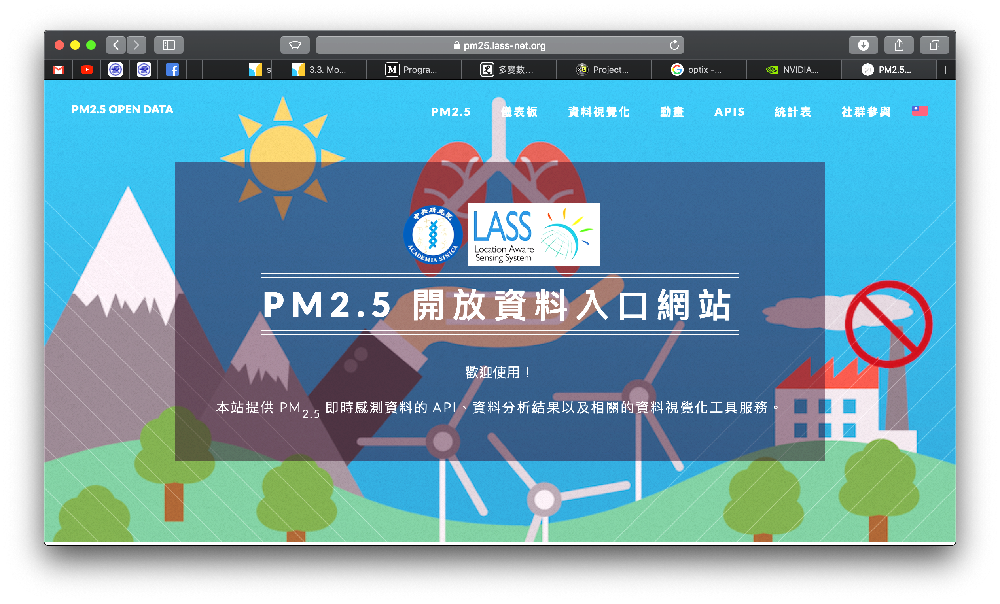 pm25.lass-net.org
s
3.3. Mo...
Progra...
多變數...
Project...
optix -...
NVIDIA...
PM2.5...
PM2.5 OPEN DATA
PM2.5 儀表板 資料視覺化 動畫 APIS 統計表 社群參與
中央研究院
ACADEMIA SINICA
LASS
Location Aware
Sensing System
PM2.5 開放資料入口網站
歡迎使用！
本站提供 PM2.5 即時感測資料的 API、資料分析結果以及相關的資料視覺化工具服務。